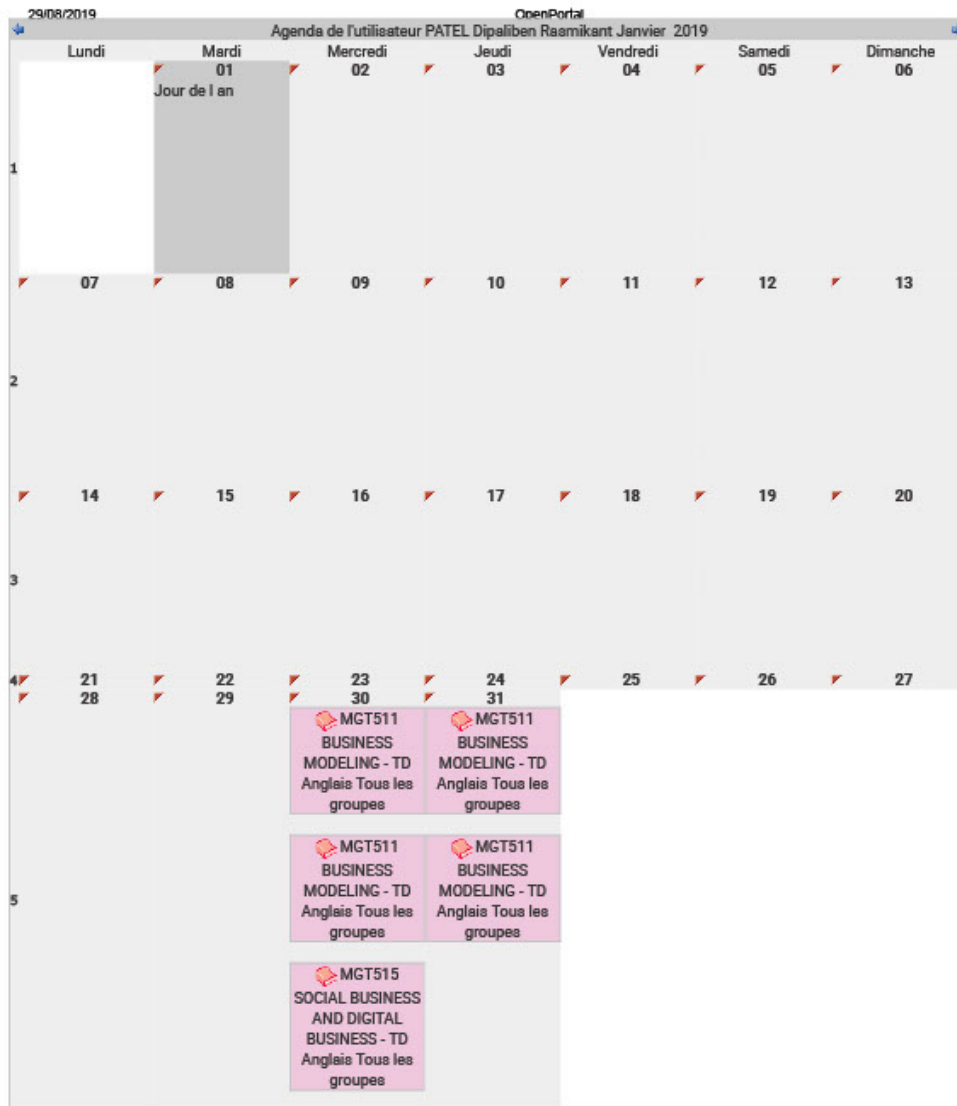 29/08/2019 OpenPortal
Agenda de l'utilisateur PATEL Dipaliben Rasmikant Janvier 2019
Lundi Mardi Mercredi Jeudi Vendredi Samedi Dimanche
01 02 03 04 05 06
Jour de l an
1
07 08 09 10 11 12 13
2
14 15 16 17 18 19 20
3
4 21 22 23 24 25 26 27
28 29 30 31
MGT511 MGT511
BUSINESS BUSINESS
MODELING - TD MODELING - TD
Anglais Tous les Anglais Tous les
groupes groupes
MGT511 MGT511
BUSINESS BUSINESS
MODELING - TD MODELING - TD
5
Anglais Tous les Anglais Tous les
groupes groupes
MGT515
SOCIAL BUSINESS
AND DIGITAL
BUSINESS - TD
Anglais Tous les
groupes